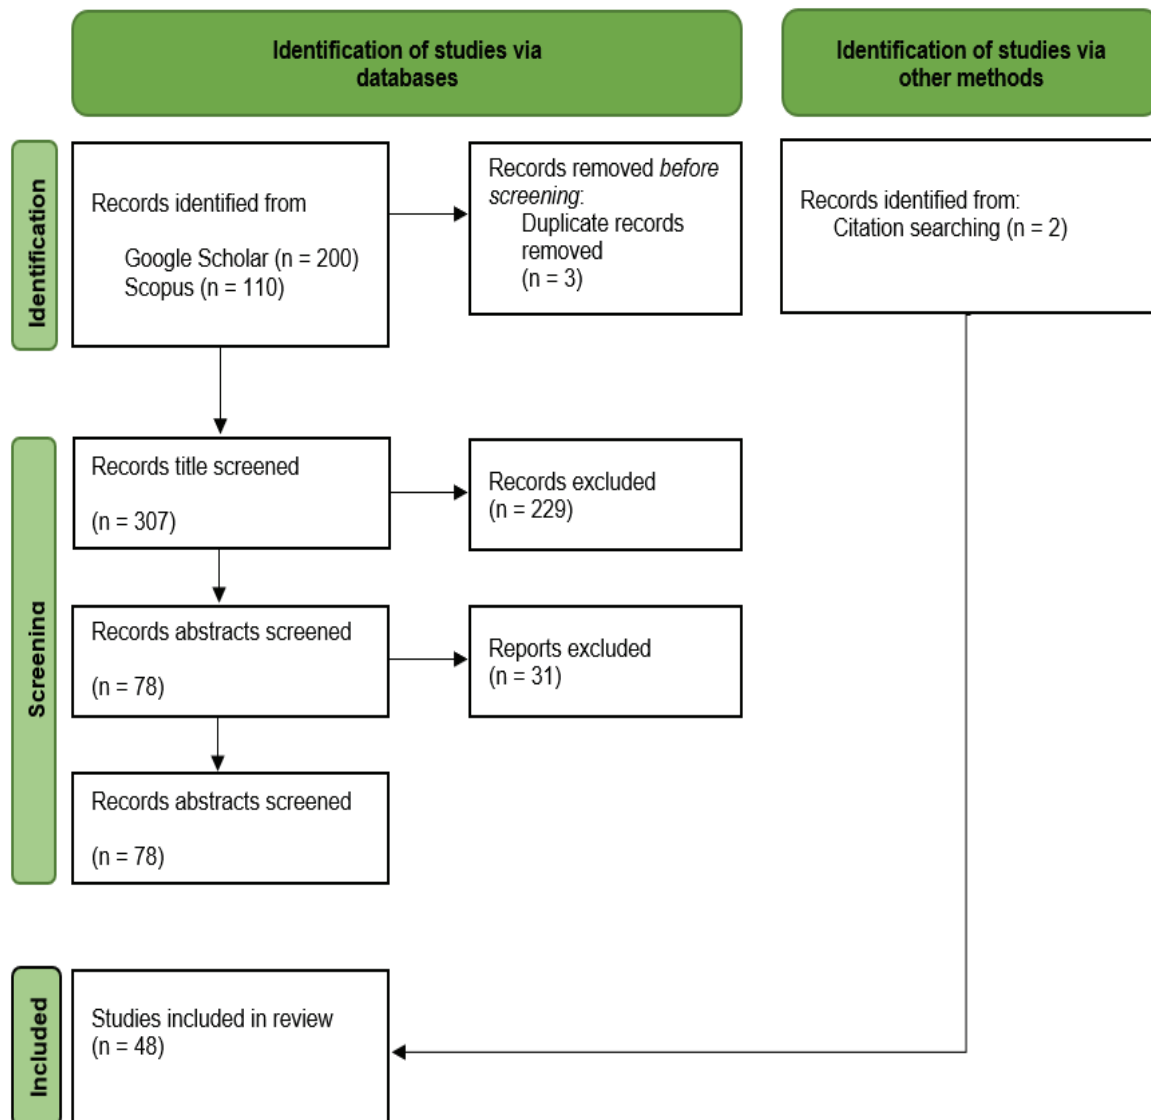 Identification of studies via
databases
Identification of studies via
other methods
Identification
Records identified from
Google Scholar (n = 200)
Scopus (n = 110)
Records removed before
screening:
Duplicate records
removed
(n = 3)
Records identified from:
Citation searching (n = 2)
Screening
Records title screened
(n = 307)
Records excluded
(n = 229)
Records abstracts screened
(n = 78)
Reports excluded
(n = 31)
Records abstracts screened
(n = 78)
Included
Studies included in review
(n = 48)